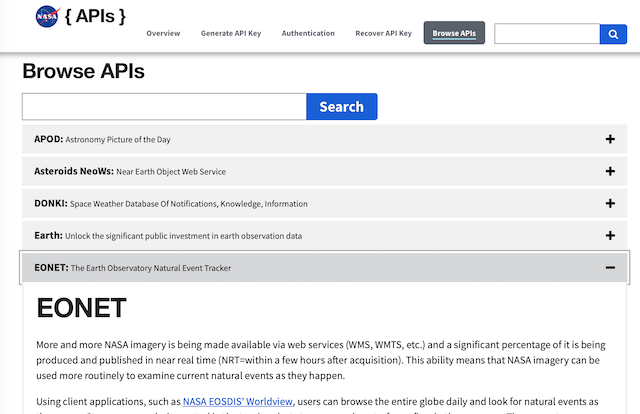 NASA { APIs }
Overview Generate API Key Authentication Recover API Key Browse APIs
Browse APIs
Search
APOD: Astronomy Picture of the Day
Asteroids NeoWs: Near Earth Object Web Service
DONKI: Space Weather Database Of Notifications, Knowledge, Information
Earth: Unlock the significant public investment in earth observation data
EONET: The Earth Observatory Natural Event Tracker
EONET
More and more NASA imagery is being made available via web services (WMS, WMTS, etc.) and a significant percentage of it is being
produced and published in near real time (NRT=within a few hours after acquisition). This ability means that NASA imagery can be
used more routinely to examine current natural events as they happen.
Using client applications, such as NASA EOSDIS' Worldview, users can browse the entire globe daily and look for natural events as